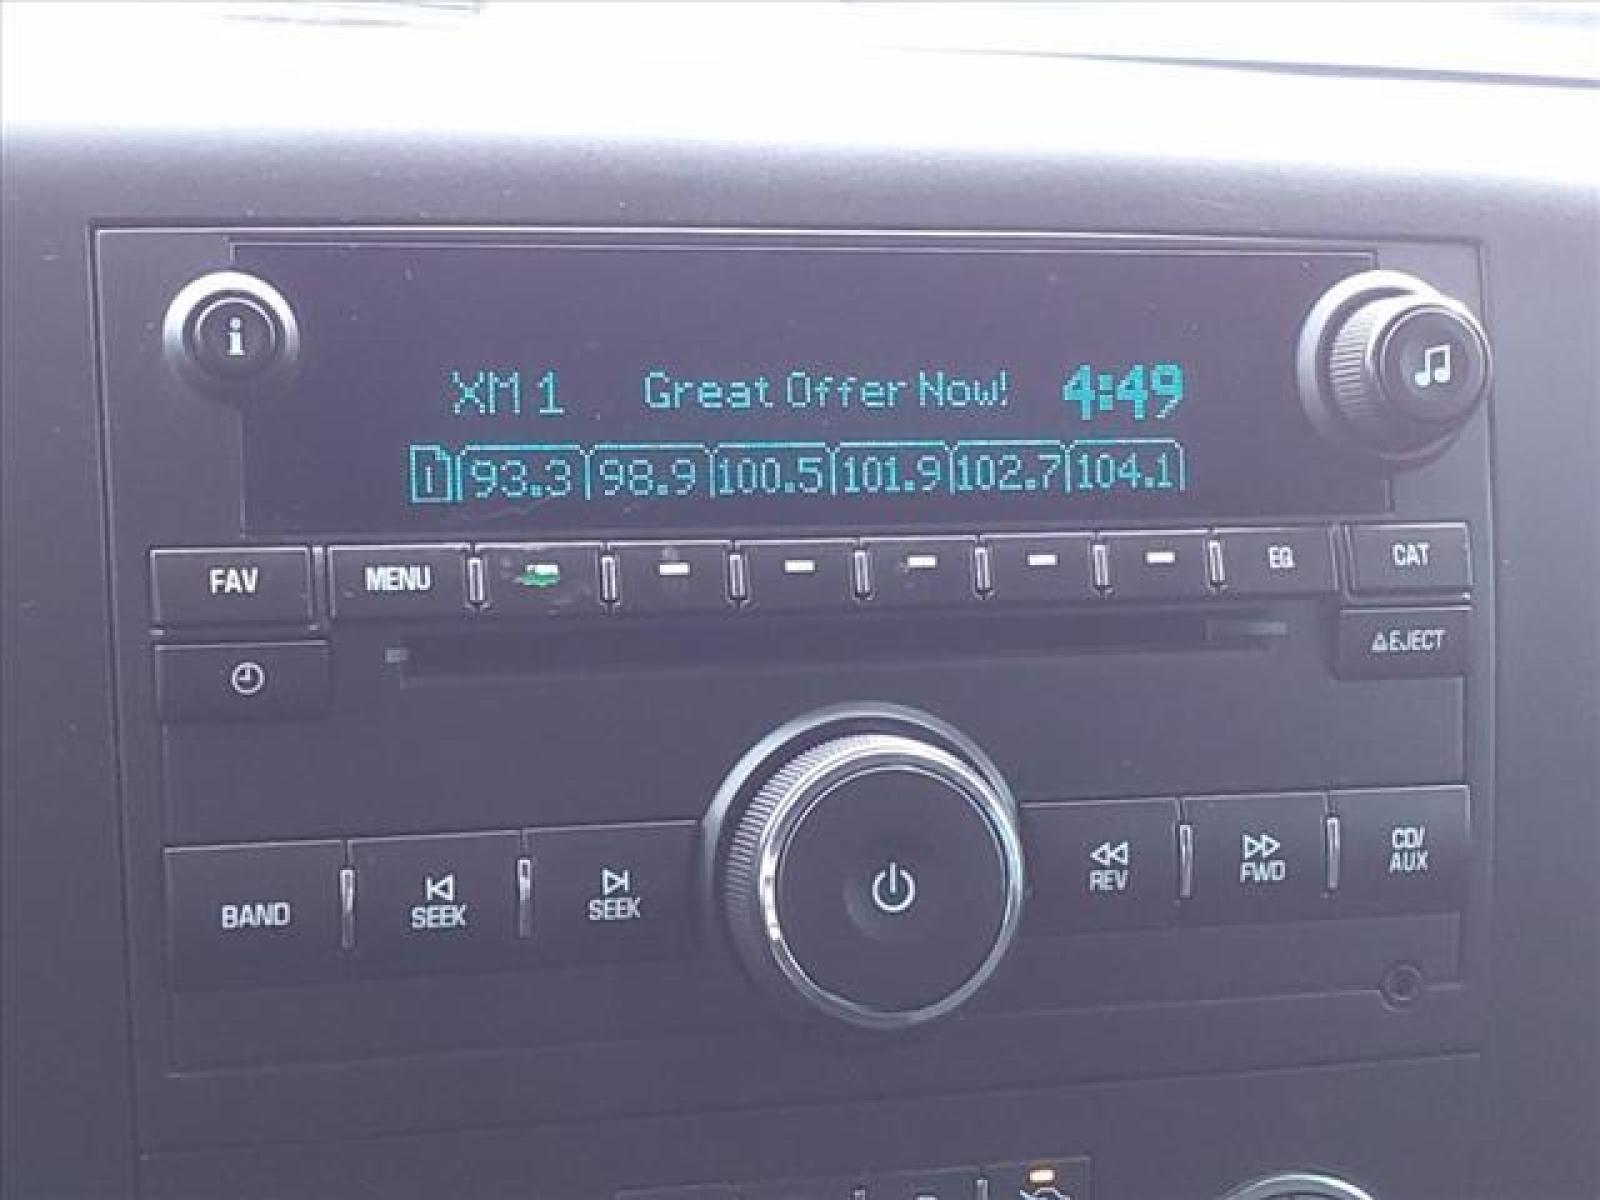 XM 1 Great Offer Now! 4:49
1 93.3 98.9 100.5 101.9 102.7 104.1
i
FAV MENU EQ CAT
EJECT
BAND SEEK SEEK REV FWD CD/
AUX